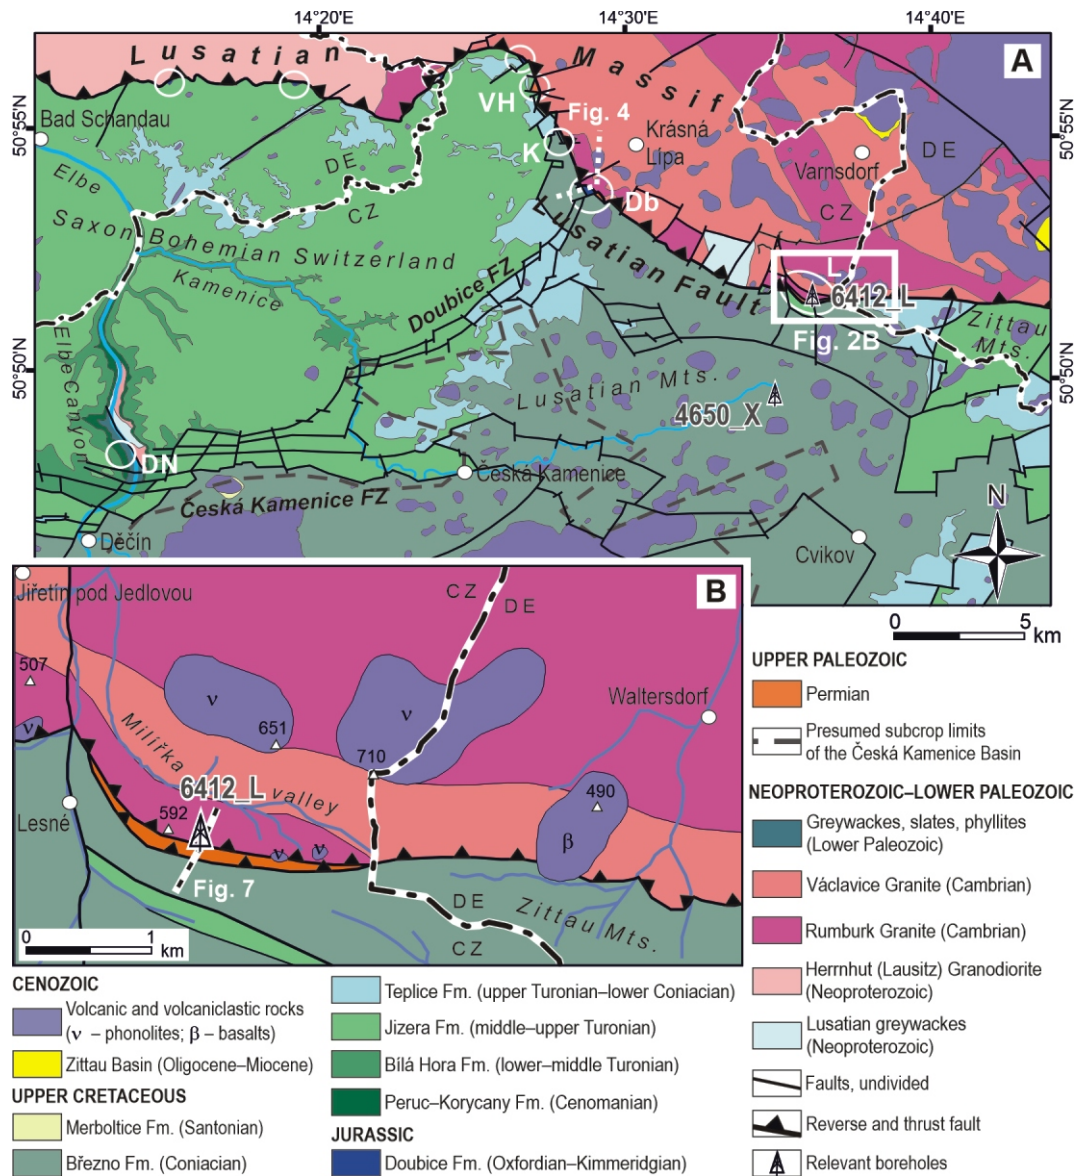 14°20'E
14°30'E
14°40'E
A
Lusatian
Massif
50°55'N
50°55'N
Bad Schandau
VH
Fig. 4
Krásná
Lípa
K
DE
CZ
Varnsdorf
DE
CZ
Elbe
Db
Saxon Bohemian Switzerland
Kamenice
Doubice FZ
Lusatian Fault
L
6412_L
Fig. 2B
Zittau
Mts.
50°50'N
50°50'N
Elbe Canyon
Lusatian Mts.
4650_X
DN
Česká Kamenice
Česká Kamenice FZ
N
Děčín
Cvikov
0 5 km
B
Jiřetín pod Jedlovou
CZ
DE
507
ν
ν
Waltersdorf
651
ν
Milířka
valley
710
6412_L
490
Lesné
592
β
ν
ν
Fig. 7
DE
CZ
Zittau Mts.
0 1
km
UPPER PALEOZOIC
Permian
Presumed subcrop limits
of the Česká Kamenice Basin
NEOPROTEROZOIC–LOWER PALEOZOIC
Greywackes, slates, phyllites
(Lower Paleozoic)
Václavice Granite (Cambrian)
Rumburk Granite (Cambrian)
Herrnhut (Lausitz) Granodiorite
(Neoproterozoic)
Lusatian greywackes
(Neoproterozoic)
Faults, undivided
Reverse and thrust fault
Relevant boreholes
CENOZOIC
Volcanic and volcaniclastic rocks
(ν – phonolites; β – basalts)
Zittau Basin (Oligocene–Miocene)
UPPER CRETACEOUS
Merboltice Fm. (Santonian)
Březno Fm. (Coniacian)
Teplice Fm. (upper Turonian–lower Coniacian)
Jizera Fm. (middle–upper Turonian)
Bílá Hora Fm. (lower–middle Turonian)
Peruc–Korycany Fm. (Cenomanian)
JURASSIC
Doubice Fm. (Oxfordian–Kimmeridgian)